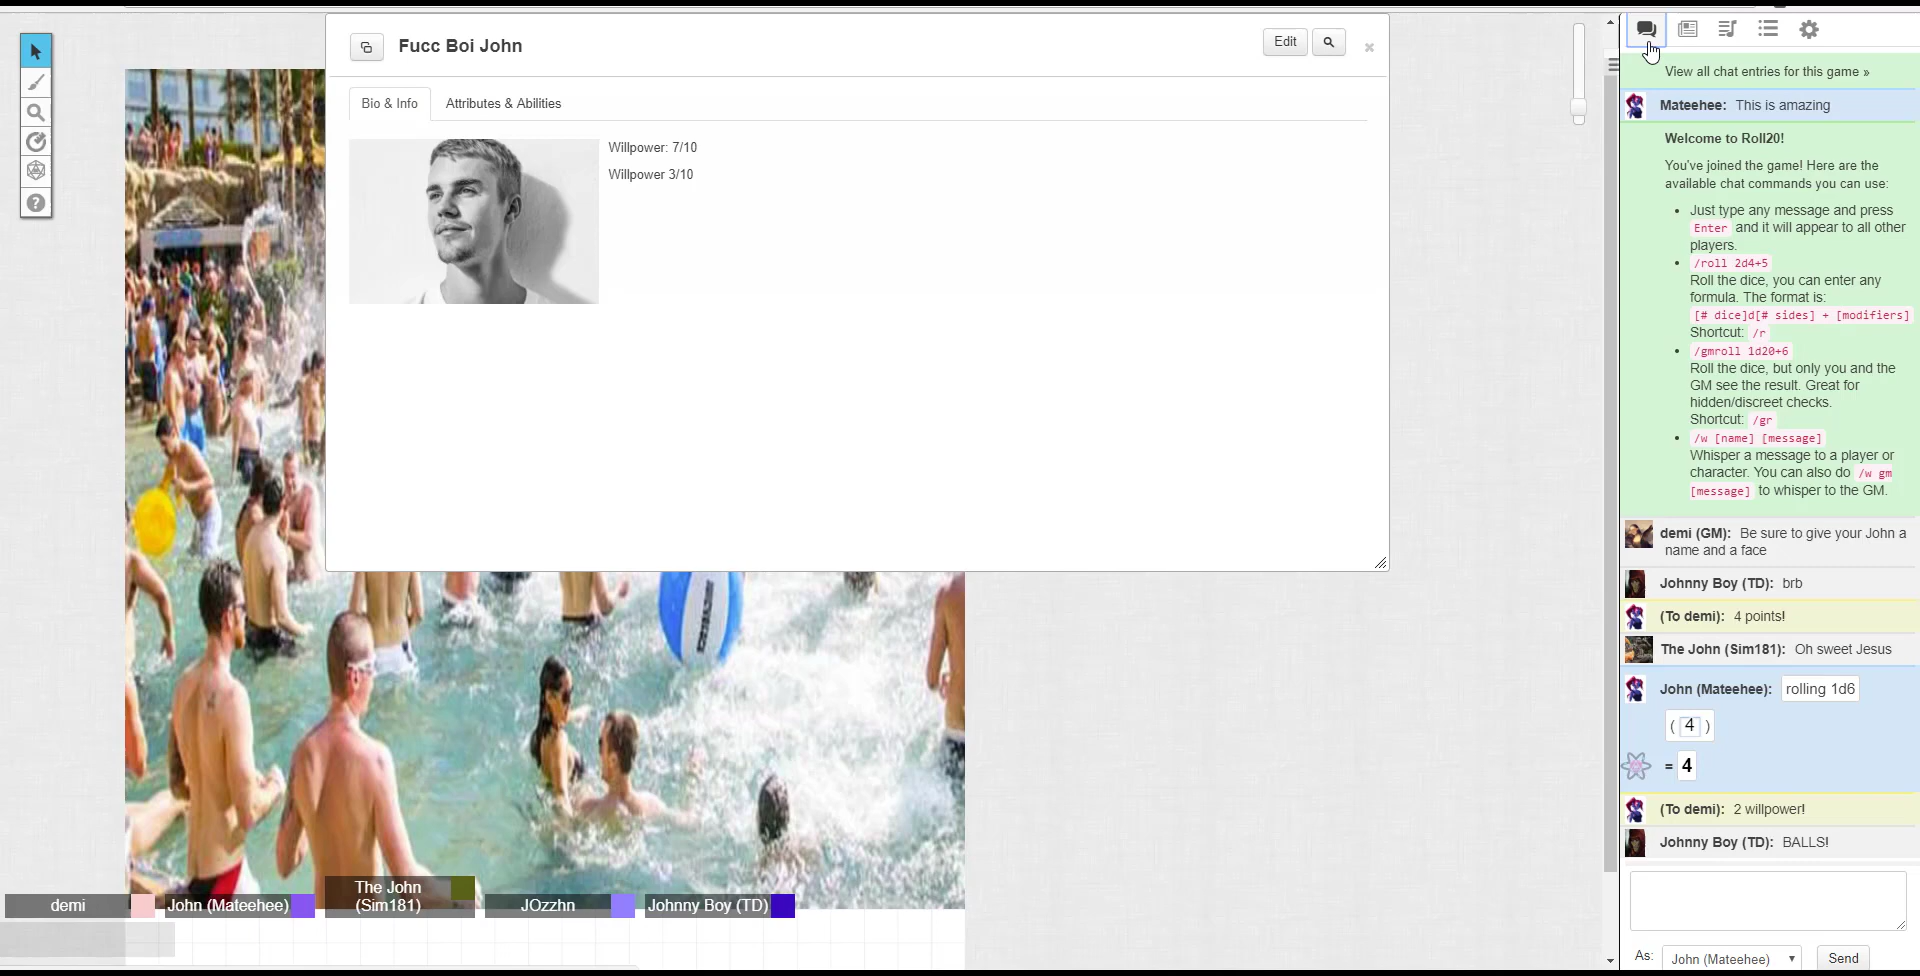 Fucc Boi John
Edit
Bio & Info
Attributes & Abilities
Willpower: 7/10
Willpower 3/10
View all chat entries for this game »
Mateehee: This is amazing
Welcome to Roll20!
You've joined the game! Here are the
available chat commands you can use:
• Just type any message and press
Enter and it will appear to all other
players.
• /roll 2d4+5
Roll the dice, you can enter any
formula. The format is:
[# dice]d[# sides] + [modifiers]
Shortcut: /r
• /gmroll 1d20+6
Roll the dice, but only you and the
GM see the result. Great for
hidden/discreet checks.
Shortcut: /gr
• /w [name] [message]
Whisper a message to a player or
character. You can also do /w gm
[message] to whisper to the GM.
demi (GM): Be sure to give your John a
name and a face
Johnny Boy (TD): brb
(To demi): 4 points!
The John (Sim181): Oh sweet Jesus
John (Mateehee): rolling 1d6
(4)
= 4
(To demi): 2 willpower!
Johnny Boy (TD): BALLS!
As: John (Mateehee)
Send
demi
John (Mateehee)
The John
(Sim181)
JOzzhn
Johnny Boy (TD)